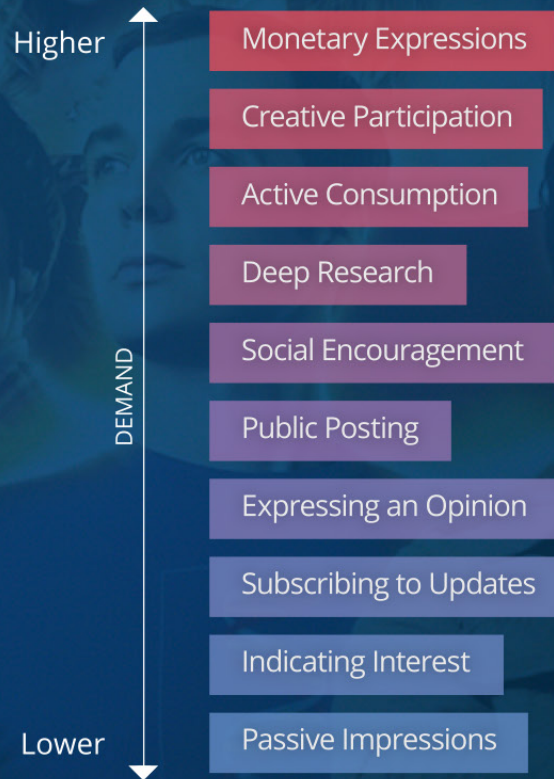 Higher
Monetary Expressions
Creative Participation
Active Consumption
Deep Research
Social Encouragement
DEMAND
Public Posting
Expressing an Opinion
Subscribing to Updates
Indicating Interest
Lower
Passive Impressions